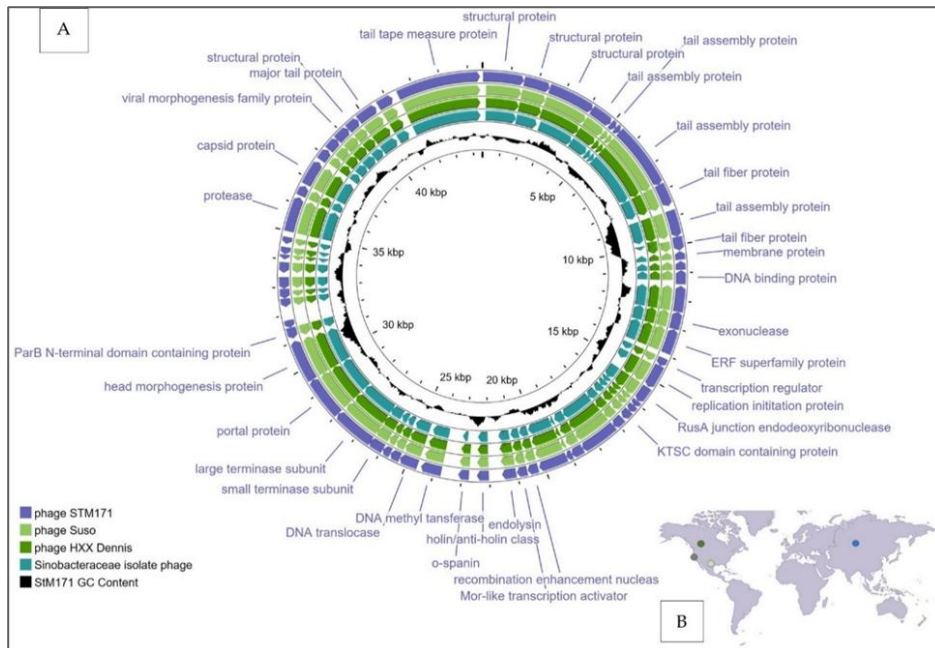 A
structural protein
tail tape measure protein
structural protein
structural protein
tail assembly protein
tail assembly protein
tail assembly protein
tail fiber protein
tail assembly protein
tail fiber protein
membrane protein
DNA binding protein
exonuclease
ERF superfamily protein
transcription regulator
replication inititation protein
RusA junction endodeoxyribonuclease
KTSC domain containing protein
recombination enhancement nucleas
Mor-like transcription activator
endolysin
holin/anti-holin class
o-spanin
DNA methyl tansferase
DNA translocase
small terminase subunit
large terminase subunit
portal protein
head morphogenesis protein
ParB N-terminal domain containing protein
protease
capsid protein
viral morphogenesis family protein
major tail protein
structural protein
5 kbp
10 kbp
15 kbp
20 kbp
25 kbp
30 kbp
35 kbp
40 kbp
phage STM171
phage Suso
phage HXX Dennis
Sinobacteraceae isolate phage
StM171 GC Content
B